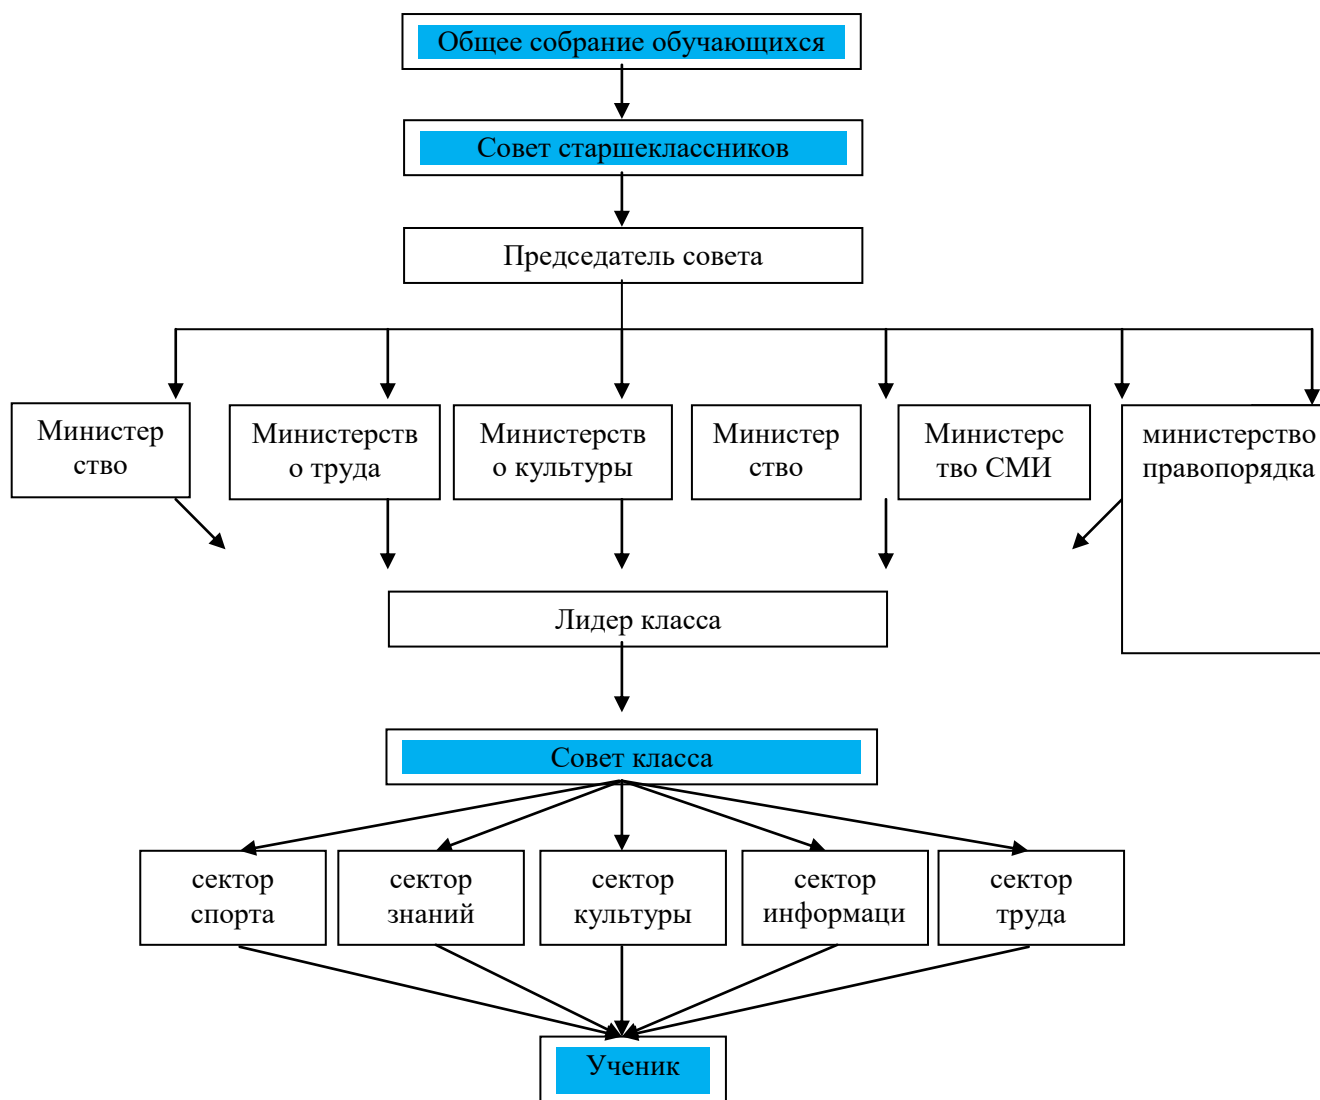 Общее собрание обучающихся
Совет старшеклассников
Председатель совета
Министер
ство
Министерств
о труда
Министерств
о культуры
Министер
ство
Министерс
тво СМИ
министерство
правопорядка
Лидер класса
Совет класса
сектор
спорта
сектор
знаний
сектор
культуры
сектор
информаци
сектор
труда
Ученик